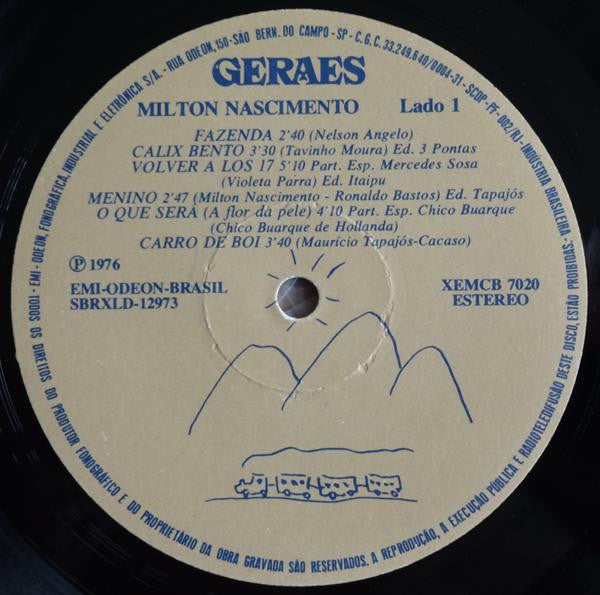 GERAES
MILTON NASCIMENTO Lado 1
FAZENDA 2'40 (Nelson Angelo)
CALIX BENTO 3'30 (Tavinho Moura) Ed. 3 Pontas
VOLVER A LOS 17 5'10 Part. Esp. Mercedes Sosa
(Violeta Parra) Ed. Itaipu
MENINO 2'47 (Milton Nascimento - Ronaldo Bastos) Ed. Tapajós
O QUE SERÁ (A flor da pele) 4'10 Part. Esp. Chico Buarque
(Chico Buarque de Hollanda)
CARRO DE BOI 3'40 (Maurício Tapajós-Cacaso)
Ⓟ 1976
EMI-ODEON-BRASIL
SBRXLD-12973
XEMCB 7020
ESTEREO
TODOS OS DIREITOS DO PRODUTOR FONOGRÁFICO E DO PROPRIETÁRIO DA OBRA GRAVADA SÃO RESERVADOS. A REPRODUÇÃO, A EXECUÇÃO PÚBLICA E RADIOTELEDIFUSÃO DESTE DISCO, ESTÃO PROIBIDAS.
EMI - ODEON, FONOGRÁFICA, INDUSTRIAL E ELETRÔNICA S/A. - RUA ODEON, 150 - SÃO BERN. DO CAMPO - SP - C.G.C. 33.249.640/0004-31 - SCDP-PF-002/RJ - INDÚSTRIA BRASILEIRA -